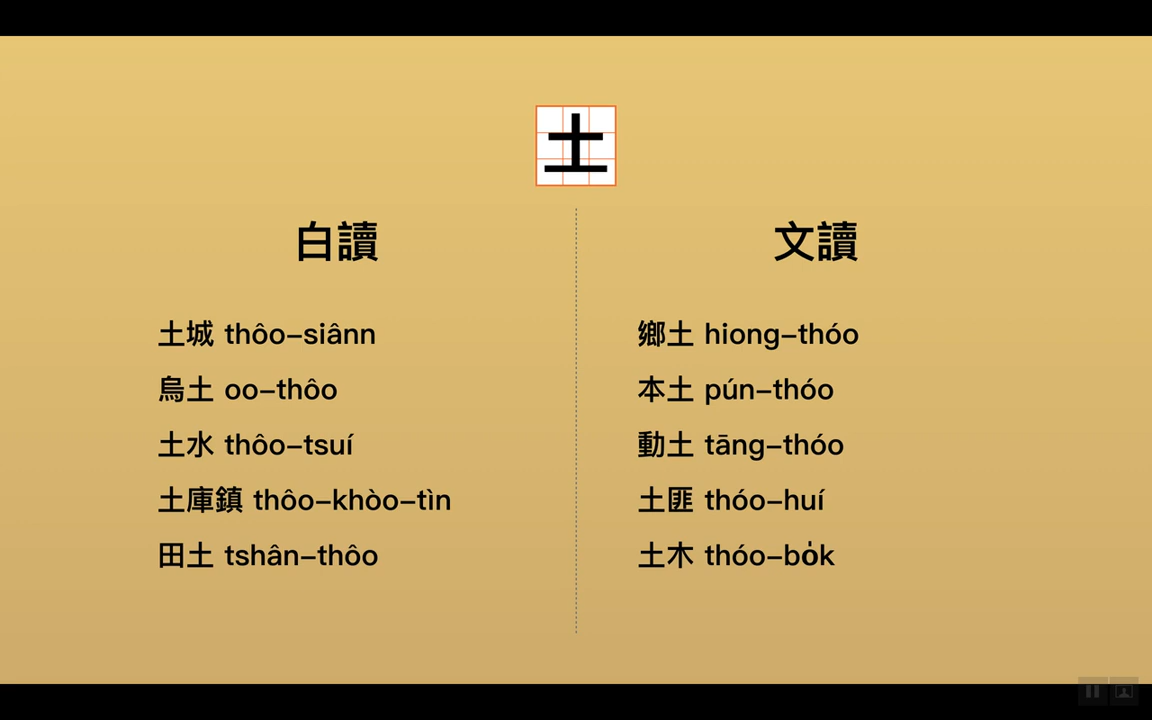 土
白讀
土城 thôo-siânn
烏土 oo-thôo
土水 thôo-tsuí
土庫鎮 thôo-khòo-tìn
田土 tshân-thôo
文讀
鄉土 hiong-thóo
本土 pún-thóo
動土 tāng-thóo
土匪 thóo-huí
土木 thóo-bo̍k